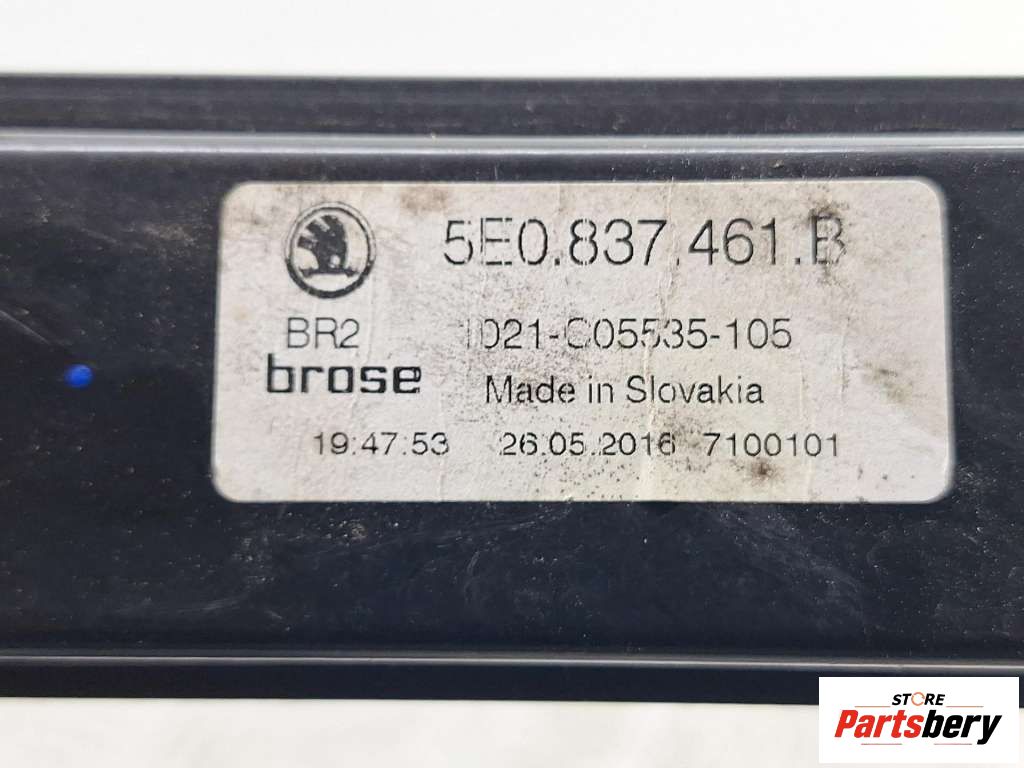 5E0.837.461.B
BR2 1021-C05535-105
brose Made in Slovakia
19:47.53 26.05.2016 7100101
STORE
Partsbery